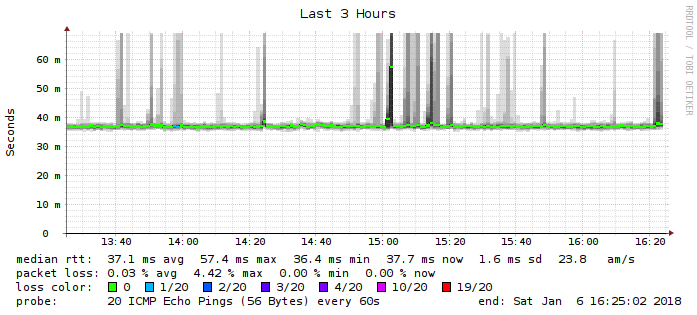 Last 3 Hours
RRDTOOL / TOBI OETIKER
Seconds
60 m
50 m
40 m
30 m
20 m
10 m
0
13:40 14:00 14:20 14:40 15:00 15:20 15:40 16:00 16:20
median rtt: 37.1 ms avg 57.4 ms max 36.4 ms min 37.7 ms now 1.6 ms sd 23.8 am/s
packet loss: 0.03 % avg 4.42 % max 0.00 % min 0.00 % now
loss color: 0 1/20 2/20 3/20 4/20 10/20 19/20
probe: 20 ICMP Echo Pings (56 Bytes) every 60s end: Sat Jan 6 16:25:02 2018